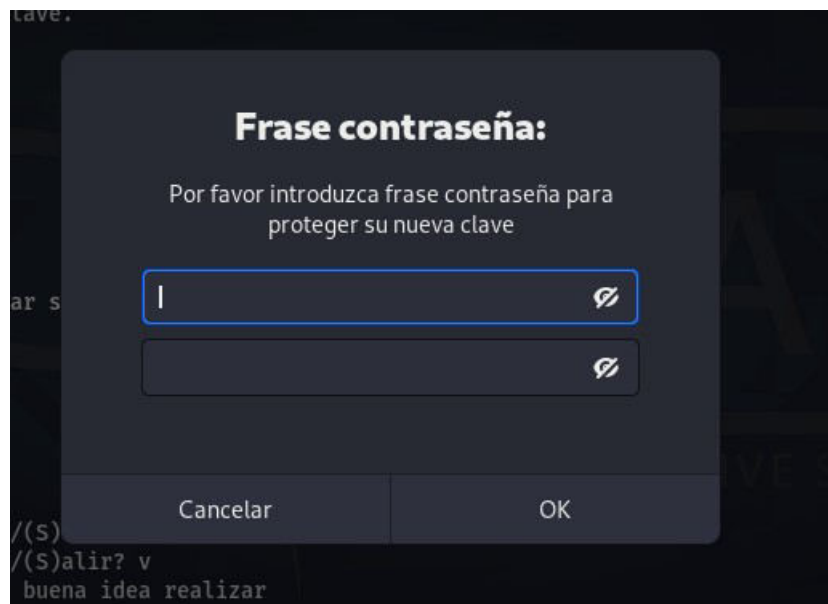 clave.
Frase contraseña:
Por favor introduzca frase contraseña para
proteger su nueva clave
ar s
Cancelar
OK
/(S)
/(S)alir? v
buena idea realizar